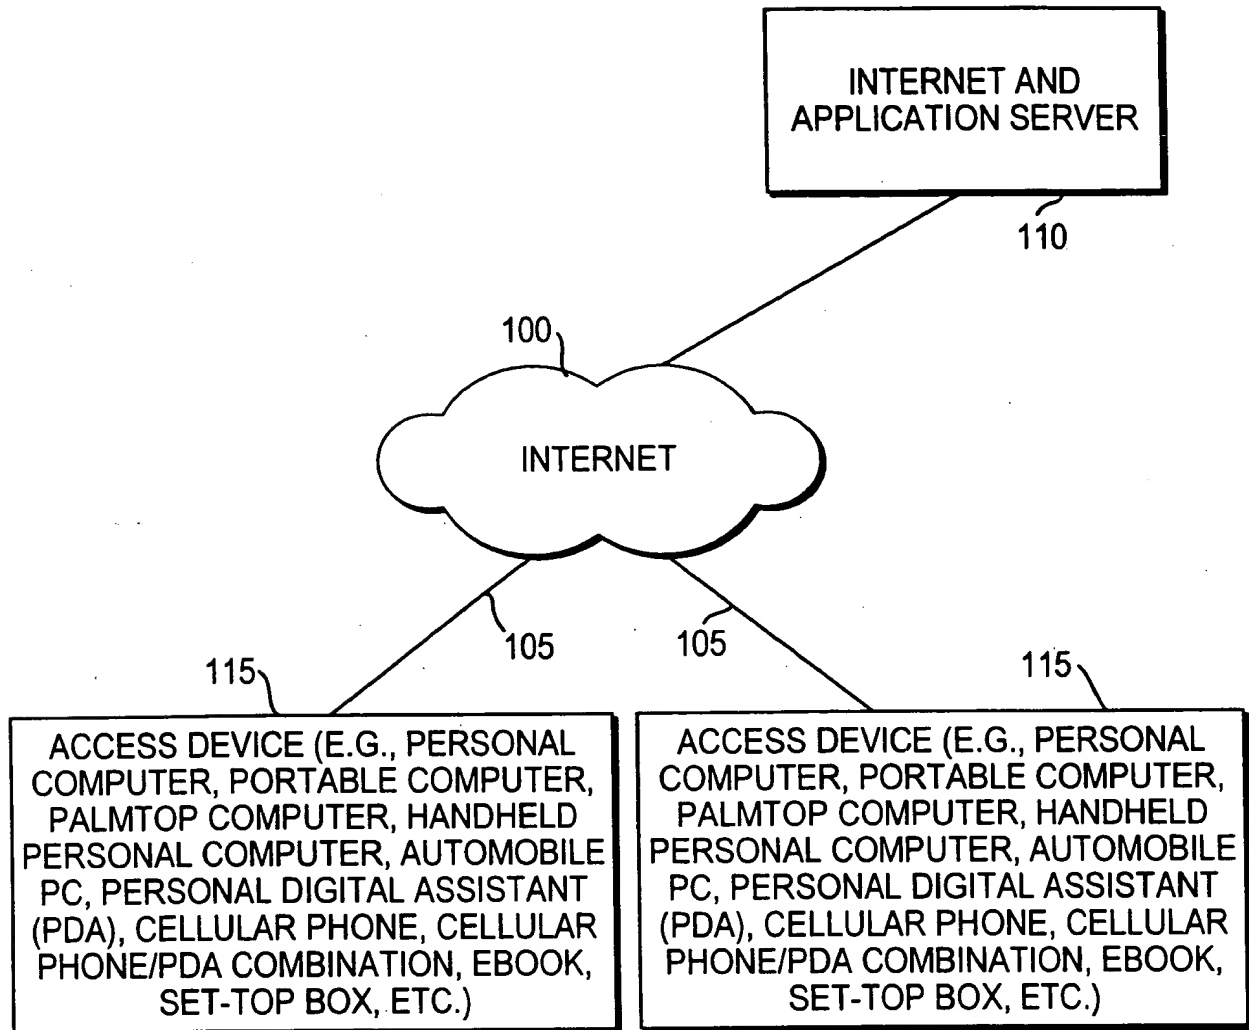 INTERNET AND
APPLICATION SERVER
110
100
INTERNET
105
105
115
115
ACCESS DEVICE (E.G., PERSONAL
COMPUTER, PORTABLE COMPUTER,
PALMTOP COMPUTER, HANDHELD
PERSONAL COMPUTER, AUTOMOBILE
PC, PERSONAL DIGITAL ASSISTANT
(PDA), CELLULAR PHONE, CELLULAR
PHONE/PDA COMBINATION, EBOOK,
SET-TOP BOX, ETC.)
ACCESS DEVICE (E.G., PERSONAL
COMPUTER, PORTABLE COMPUTER,
PALMTOP COMPUTER, HANDHELD
PERSONAL COMPUTER, AUTOMOBILE
PC, PERSONAL DIGITAL ASSISTANT
(PDA), CELLULAR PHONE, CELLULAR
PHONE/PDA COMBINATION, EBOOK,
SET-TOP BOX, ETC.)